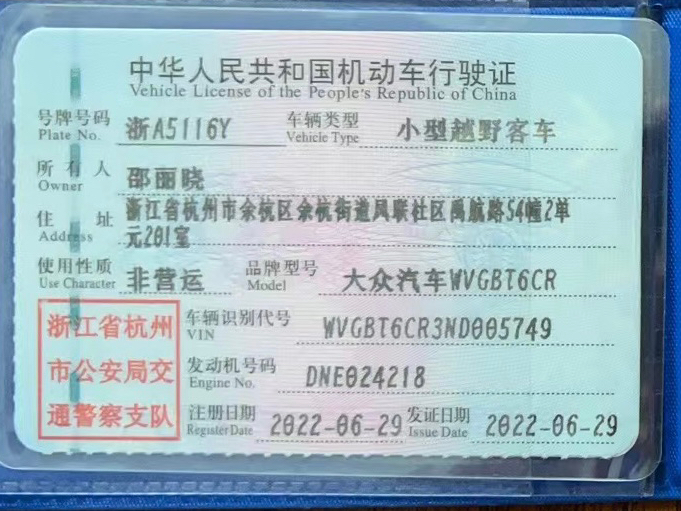 中华人民共和国机动车行驶证
Vehicle License of the People's Republic of China
号牌号码 浙A5116Y 车辆类型 小型越野客车
Plate No. Vehicle Type
所有人 邵丽晓
Owner
住址 浙江省杭州市余杭区余杭街道凤联社区禹航路54幢2单
Address 元201室
使用性质 非营运 品牌型号 大众汽车WVGBT6CR
Use Character Model
浙江省杭州 车辆识别代号 WVGBT6CR3ND005749
VIN
市公安局交 发动机号码 DNE024218
Engine No.
通警察支队 注册日期 2022-06-29 发证日期 2022-06-29
Register Date Issue Date